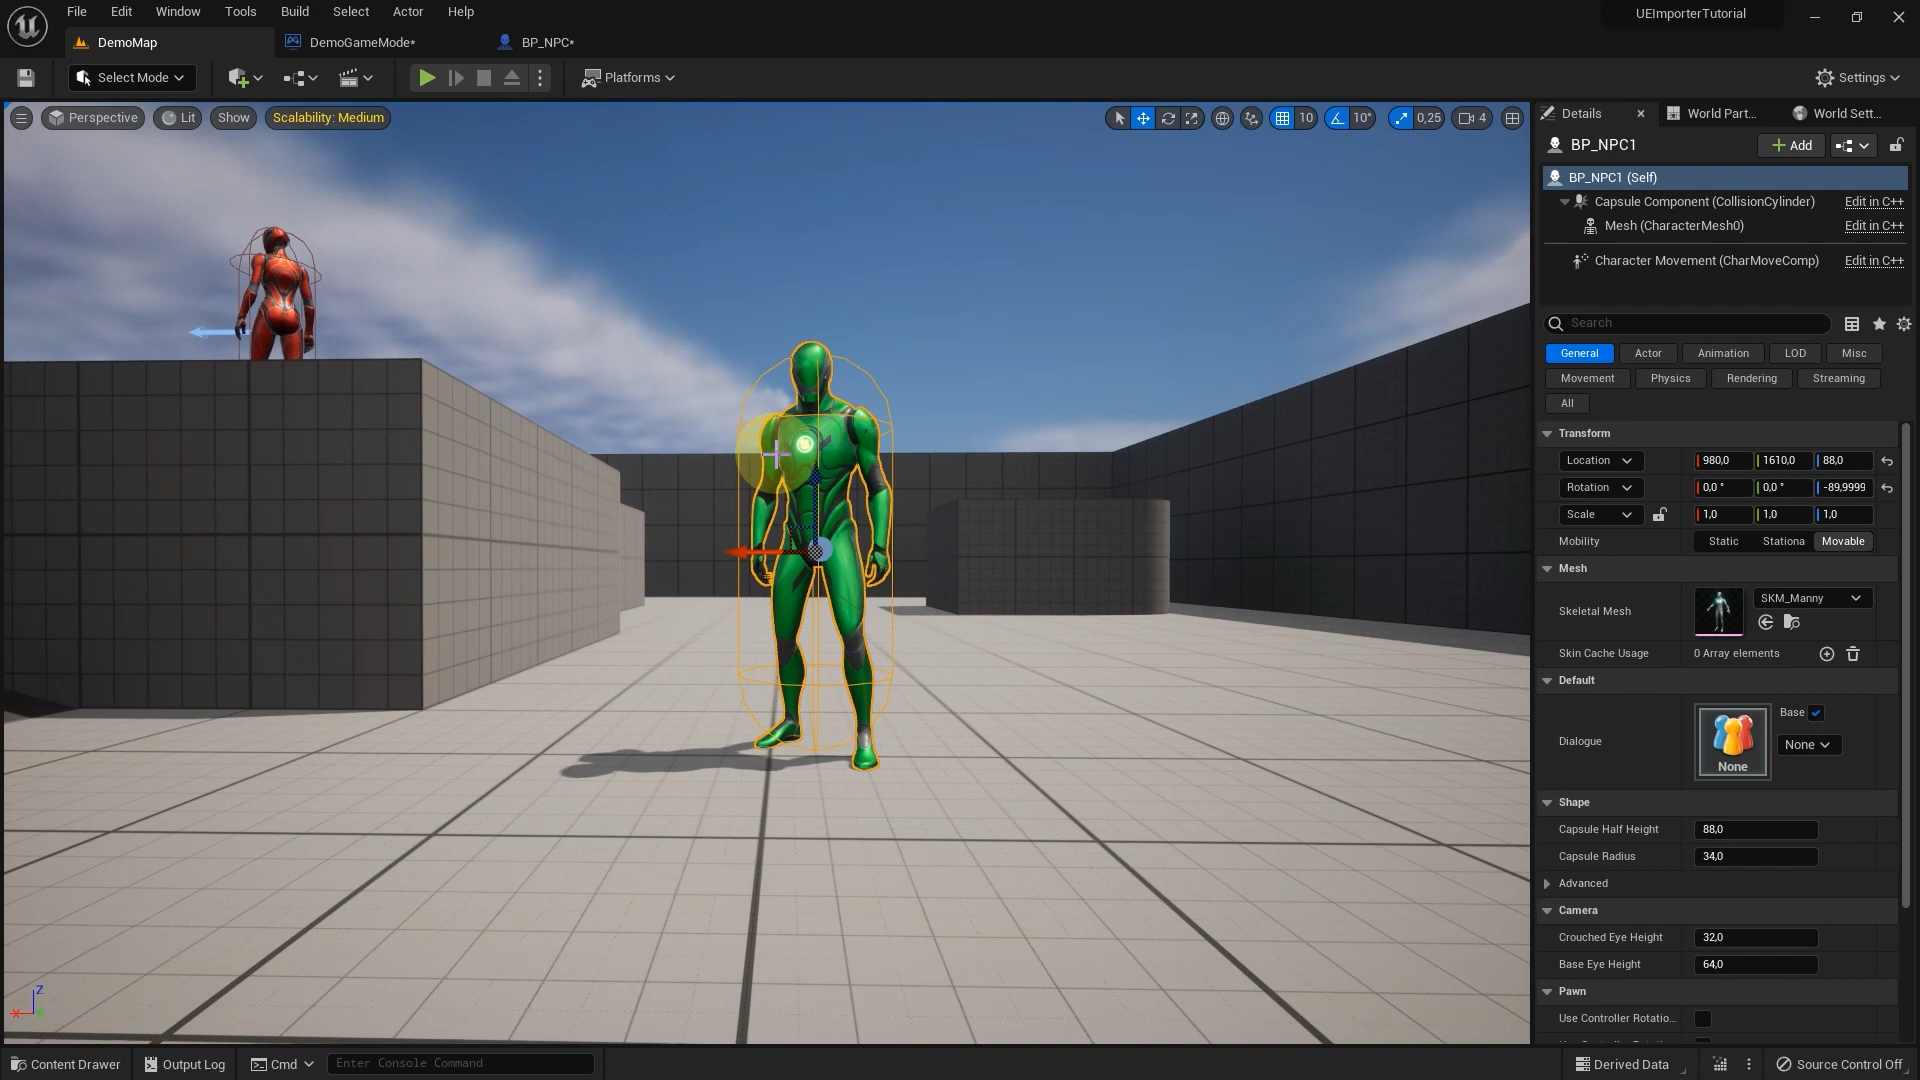 File Edit Window Tools Build Select Actor Help
UEImporterTutorial
DemoMap
DemoGameMode*
BP_NPC*
Select Mode
Platforms
Settings
Perspective
Lit
Show
Scalability: Medium
10
10°
0,25
4
Details
World Part...
World Sett...
BP_NPC1
Add
BP_NPC1 (Self)
Capsule Component (CollisionCylinder) Edit in C++
Mesh (CharacterMesh0) Edit in C++
Character Movement (CharMoveComp) Edit in C++
Search
General Actor Animation LOD Misc
Movement Physics Rendering Streaming
All
Transform
Location 980,0 1610,0 88,0
Rotation 0,0 ° 0,0 ° -89,9999
Scale 1,0 1,0 1,0
Mobility Static Stationa Movable
Mesh
Skeletal Mesh SKM_Manny
Skin Cache Usage 0 Array elements
Default
Dialogue Base None
None
Shape
Capsule Half Height 88,0
Capsule Radius 34,0
Advanced
Camera
Crouched Eye Height 32,0
Base Eye Height 64,0
Pawn
Use Controller Rotatio...
Z
X
Content Drawer
Output Log
Cmd
Enter Console Command
Derived Data
Source Control Off